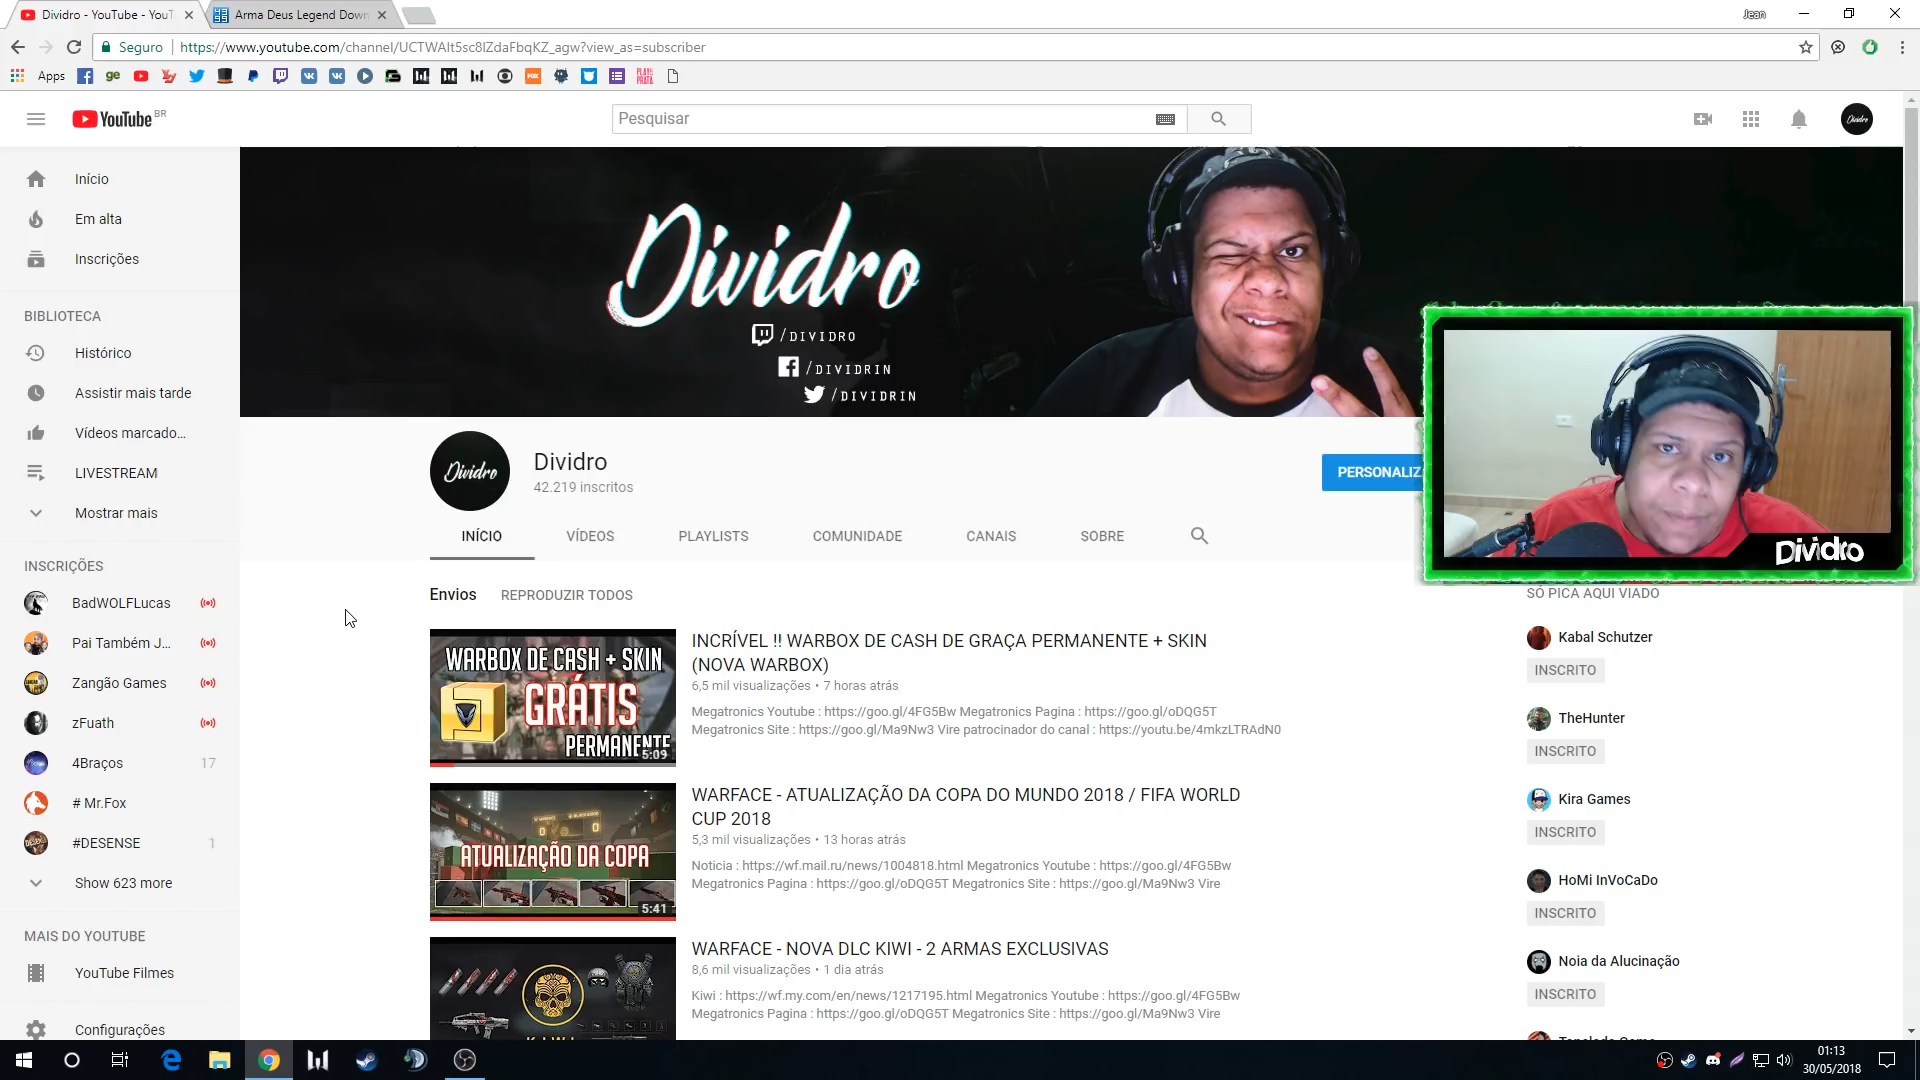 Dividro - YouTube - YouT
Arma Deus Legend Down
Jean
Seguro
https://www.youtube.com/channel/UCTWAIt5sc8lZdaFbqKZ_agw?view_as=subscriber
Apps
YouTube BR
Pesquisar
Dividro
Início
Em alta
Inscrições
BIBLIOTECA
Histórico
Assistir mais tarde
Vídeos marcado...
LIVESTREAM
Mostrar mais
INSCRIÇÕES
BadWOLFLucas
Pai Também J...
Zangão Games
zFuath
4Braços 17
# Mr.Fox
#DESENSE 1
Show 623 more
MAIS DO YOUTUBE
YouTube Filmes
Configurações
Dividro
/DIVIDRO
/DIVIDRIN
/DIVIDRIN
Dividro
Dividro
42.219 inscritos
PERSONALIZ
Dividro
INÍCIO VÍDEOS PLAYLISTS COMUNIDADE CANAIS SOBRE
Envios REPRODUZIR TODOS
WARBOX DE CASH + SKIN
GRÁTIS
PERMANENTE
5:09
INCRÍVEL !! WARBOX DE CASH DE GRAÇA PERMANENTE + SKIN
(NOVA WARBOX)
6,5 mil visualizações • 7 horas atrás
Megatronics Youtube : https://goo.gl/4FG5Bw Megatronics Pagina : https://goo.gl/oDQG5T
Megatronics Site : https://goo.gl/Ma9Nw3 Vire patrocinador do canal : https://youtu.be/4mkzLTRAdN0
ATUALIZAÇÃO DA COPA
5:41
WARFACE - ATUALIZAÇÃO DA COPA DO MUNDO 2018 / FIFA WORLD
CUP 2018
5,3 mil visualizações • 13 horas atrás
Noticia : https://wf.mail.ru/news/1004818.html Megatronics Youtube : https://goo.gl/4FG5Bw
Megatronics Pagina : https://goo.gl/oDQG5T Megatronics Site : https://goo.gl/Ma9Nw3 Vire
WARFACE - NOVA DLC KIWI - 2 ARMAS EXCLUSIVAS
8,6 mil visualizações • 1 dia atrás
Kiwi : https://wf.my.com/en/news/1217195.html Megatronics Youtube : https://goo.gl/4FG5Bw
Megatronics Pagina : https://goo.gl/oDQG5T Megatronics Site : https://goo.gl/Ma9Nw3 Vire
SÓ PICA AQUI VIADO
Kabal Schutzer
INSCRITO
TheHunter
INSCRITO
Kira Games
INSCRITO
HoMi InVoCaDo
INSCRITO
Noia da Alucinação
INSCRITO
01:13
30/05/2018